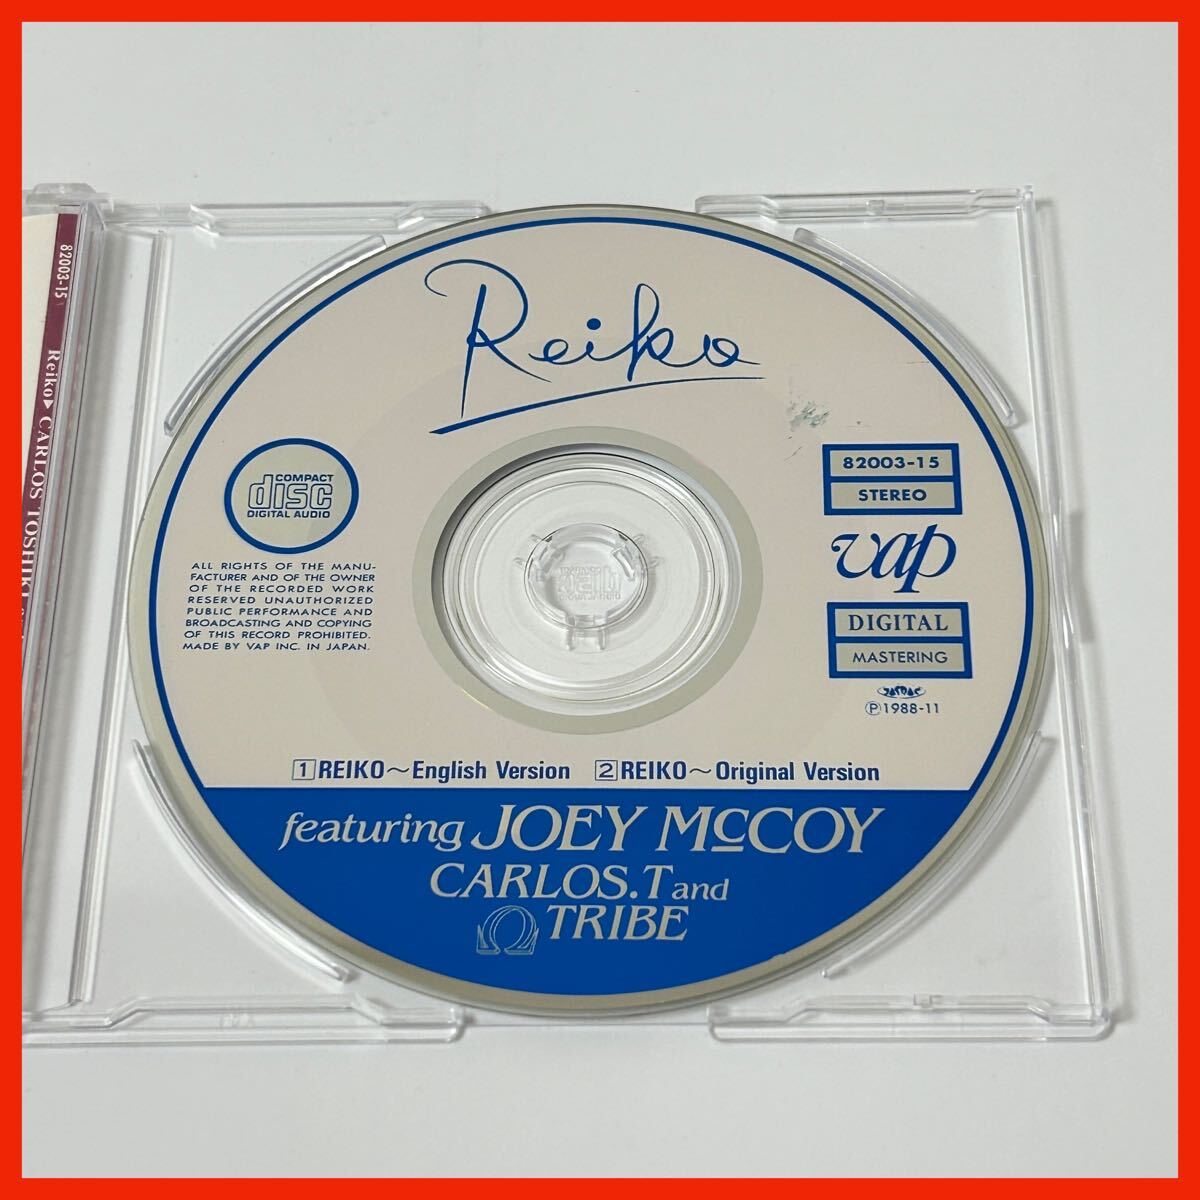 82003-15
Reiko▶ CARLOS TOSHIKI
Reiko
COMPACT
disc
DIGITAL AUDIO
ALL RIGHTS OF THE MANU-
FACTURER AND OF THE OWNER
OF THE RECORDED WORK
RESERVED UNAUTHORIZED
PUBLIC PERFORMANCE AND
BROADCASTING AND COPYING
OF THIS RECORD PROHIBITED.
MADE BY VAP INC. IN JAPAN.
82003-15
STEREO
vap
DIGITAL
MASTERING
JASRAC
Ⓟ1988-11
1 REIKO～English Version 2 REIKO～Original Version
featuring JOEY McCOY
CARLOS.T and
Ω TRIBE